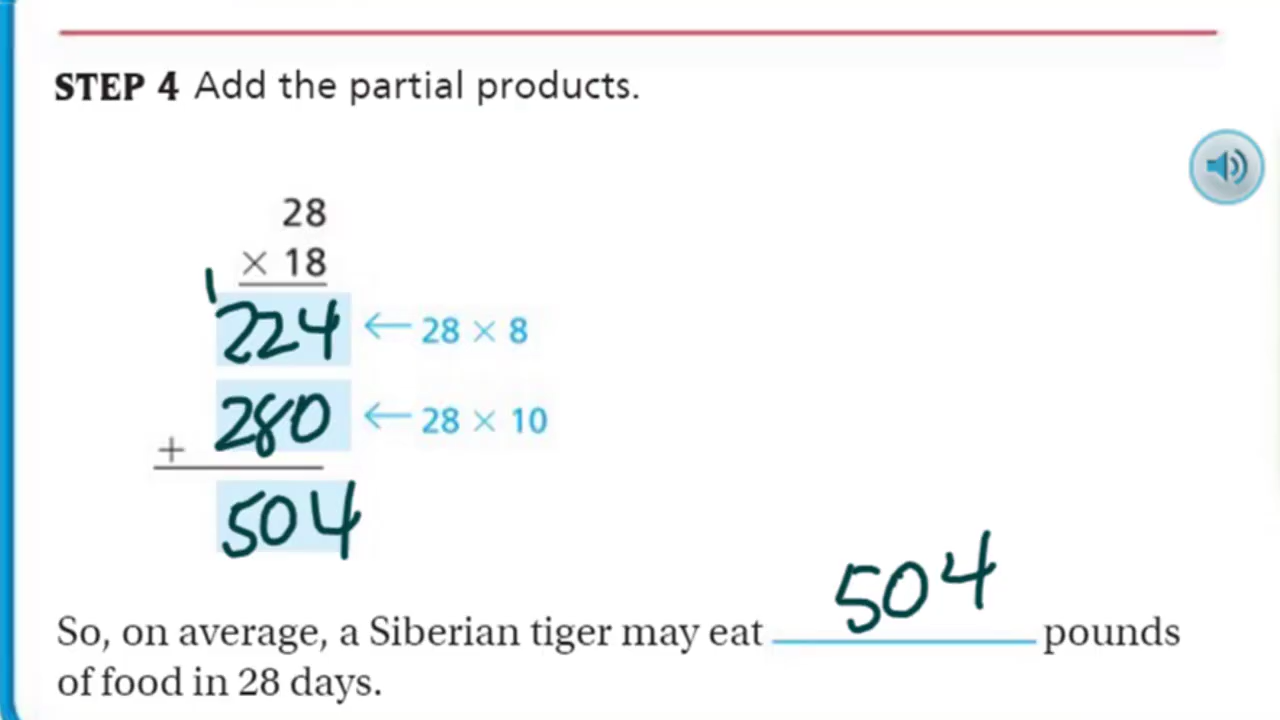 STEP 4 Add the partial products.
28
× 18
1
224 ← 28 × 8
+ 280 ← 28 × 10
504
So, on average, a Siberian tiger may eat 504 pounds
of food in 28 days.